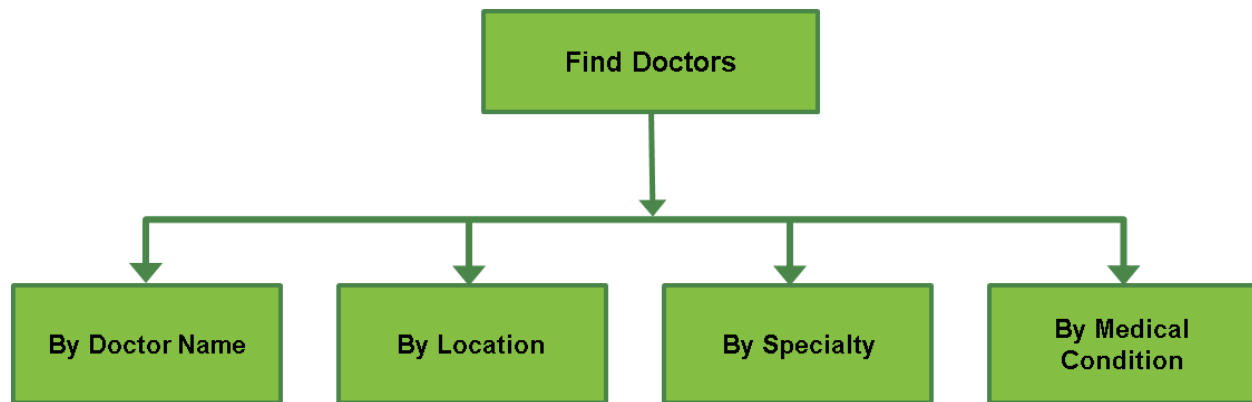 Find Doctors
By Doctor Name
By Location
By Specialty
By Medical
Condition